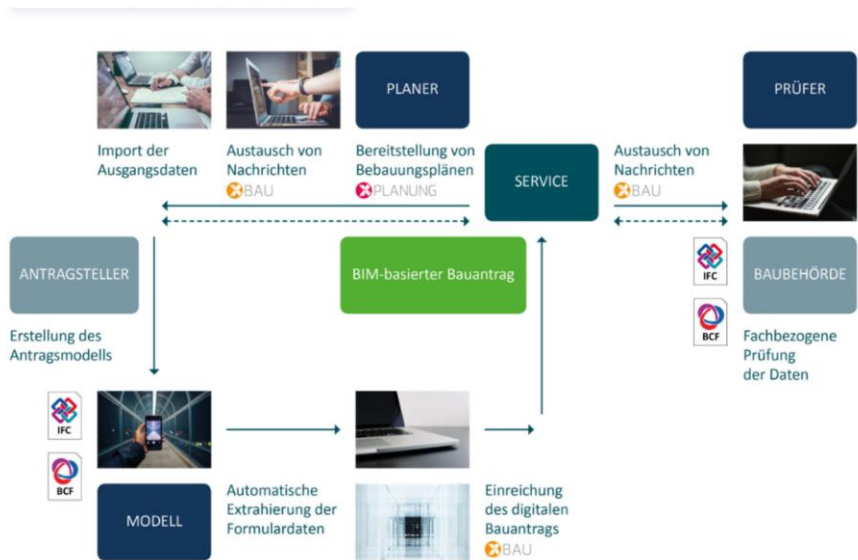 PLANER
PRÜFER
Import der
Ausgangsdaten
Austausch von
Nachrichten
XBAU
Bereitstellung von
Bebauungsplänen
XPLANUNG
SERVICE
Austausch von
Nachrichten
XBAU
ANTRAGSTELLER
BIM-basierter Bauantrag
IFC
BCF
BAUBEHÖRDE
Erstellung des
Antragsmodells
Fachbezogene
Prüfung
der Daten
IFC
BCF
MODELL
Automatische
Extrahierung der
Formulardaten
Einreichung
des digitalen
Bauantrags
XBAU